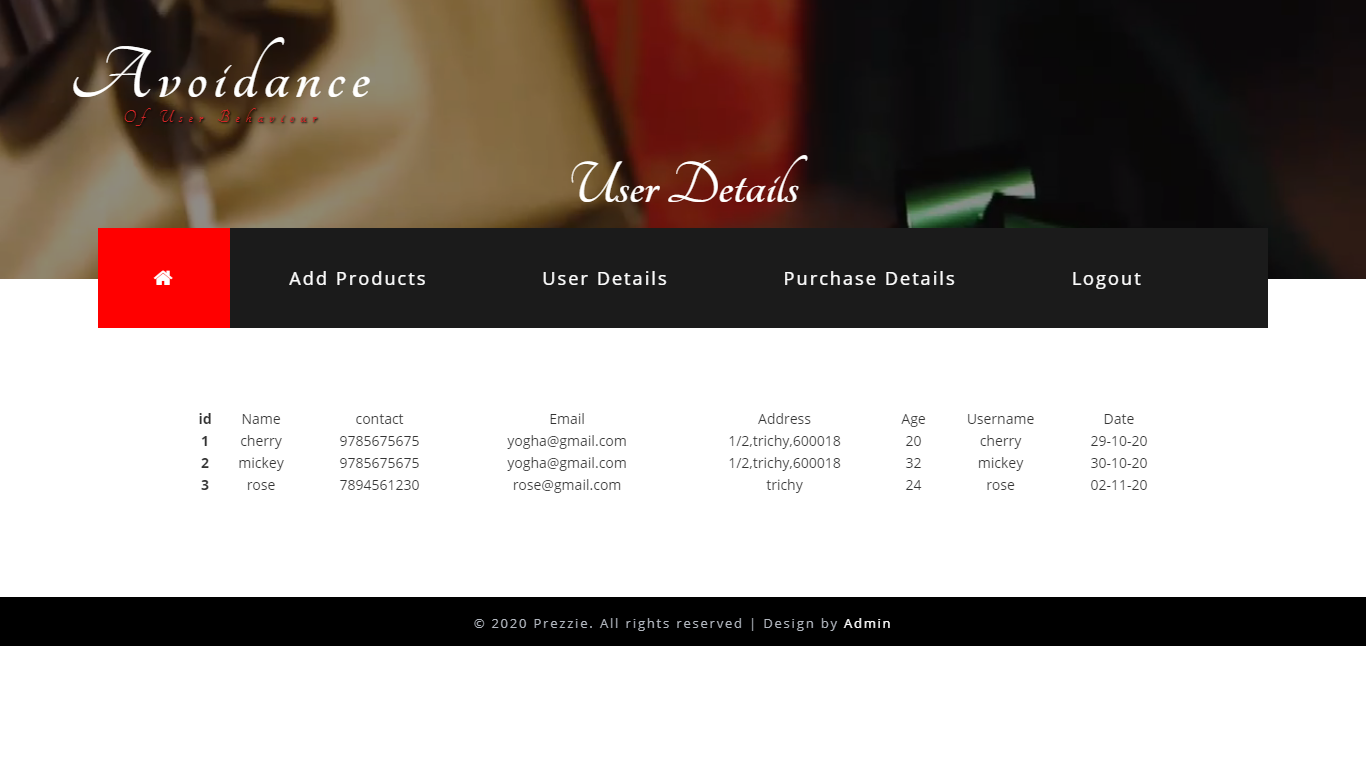 Avoidance
Of User Behaviour
User Details
Add Products User Details Purchase Details Logout
id Name contact Email Address Age Username Date
1 cherry 9785675675 yogha@gmail.com 1/2,trichy,600018 20 cherry 29-10-20
2 mickey 9785675675 yogha@gmail.com 1/2,trichy,600018 32 mickey 30-10-20
3 rose 7894561230 rose@gmail.com trichy 24 rose 02-11-20
© 2020 Prezzie. All rights reserved | Design by Admin